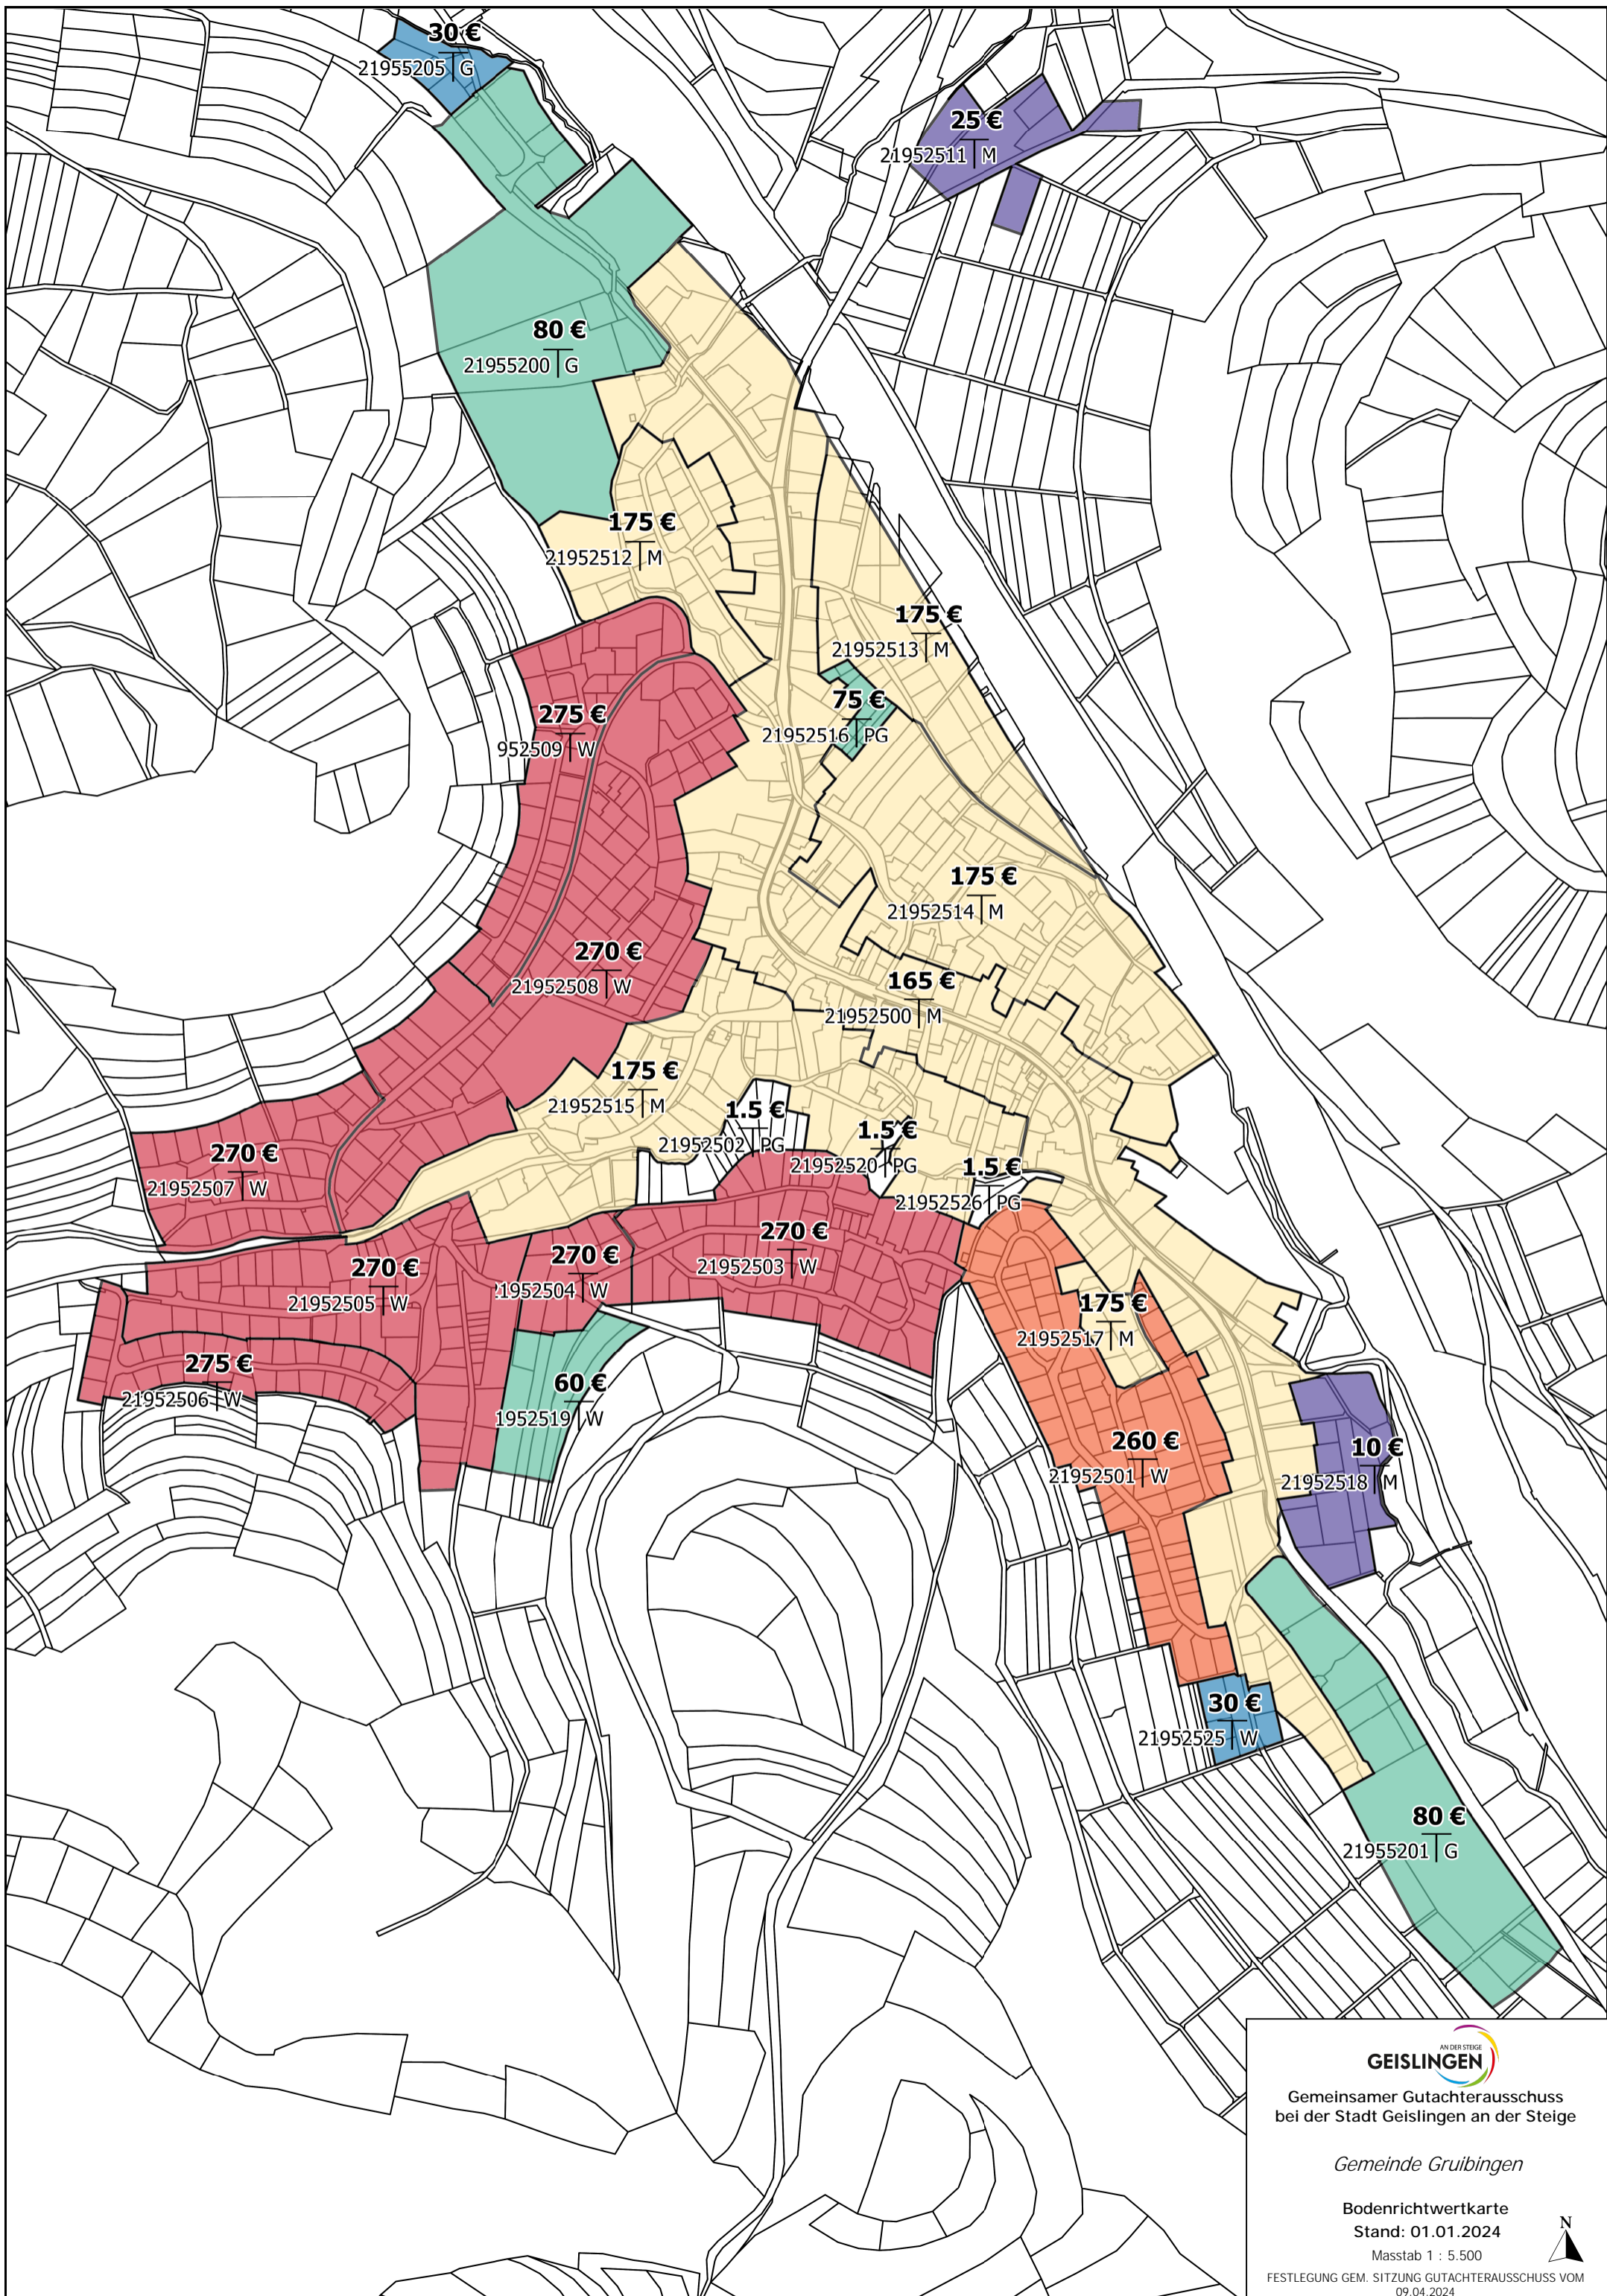 30 €
21955205 G
25 €
21952511 M
80 €
21955200 G
175 €
21952512 M
175 €
21952513 M
75 €
21952516 PG
275 €
952509 W
175 €
21952514 M
270 €
21952508 W
165 €
21952500 M
175 €
21952515 M
1.5 €
21952502 PG
1.5 €
21952520 PG
1.5 €
21952526 PG
270 €
21952507 W
270 €
21952503 W
270 €
21952504 W
270 €
21952505 W
175 €
21952517 M
275 €
21952506 W
60 €
1952519 W
260 €
21952501 W
10 €
21952518 M
30 €
21952525 W
80 €
21955201 G
AN DER STEIGE
GEISLINGEN
Gemeinsamer Gutachterausschuss
bei der Stadt Geislingen an der Steige
Gemeinde Gruibingen
Bodenrichtwertkarte
Stand: 01.01.2024
N
Masstab 1 : 5.500
FESTLEGUNG GEM. SITZUNG GUTACHTERAUSSCHUSS VOM
09.04.2024